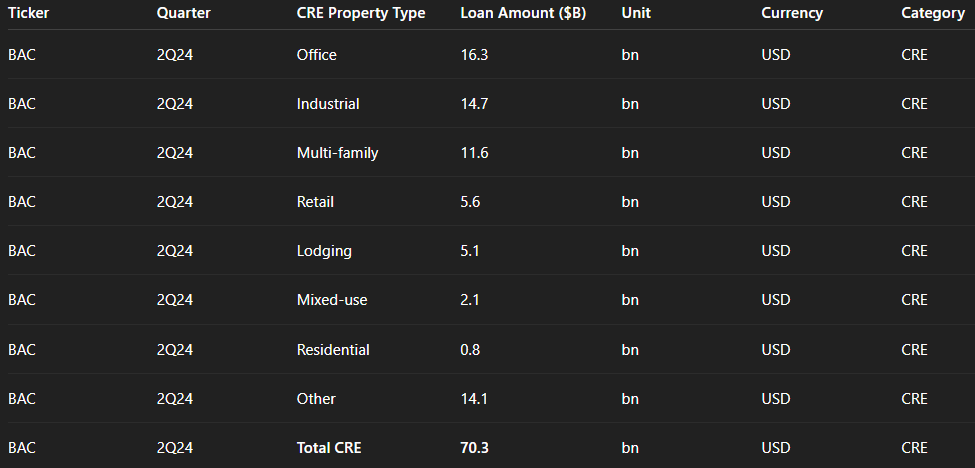 Ticker Quarter CRE Property Type Loan Amount ($B) Unit Currency Category
BAC 2Q24 Office 16.3 bn USD CRE
BAC 2Q24 Industrial 14.7 bn USD CRE
BAC 2Q24 Multi-family 11.6 bn USD CRE
BAC 2Q24 Retail 5.6 bn USD CRE
BAC 2Q24 Lodging 5.1 bn USD CRE
BAC 2Q24 Mixed-use 2.1 bn USD CRE
BAC 2Q24 Residential 0.8 bn USD CRE
BAC 2Q24 Other 14.1 bn USD CRE
BAC 2Q24 Total CRE 70.3 bn USD CRE